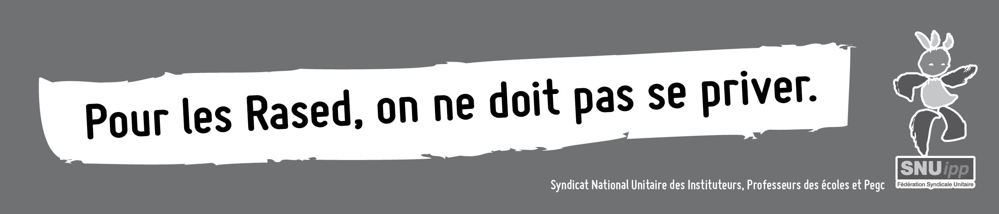 Pour les Rased, on ne doit pas se priver.
SNUipp
Syndicat National Unitaire des Instituteurs, Professeurs des écoles et Pegc
Fédération Syndicale Unitaire